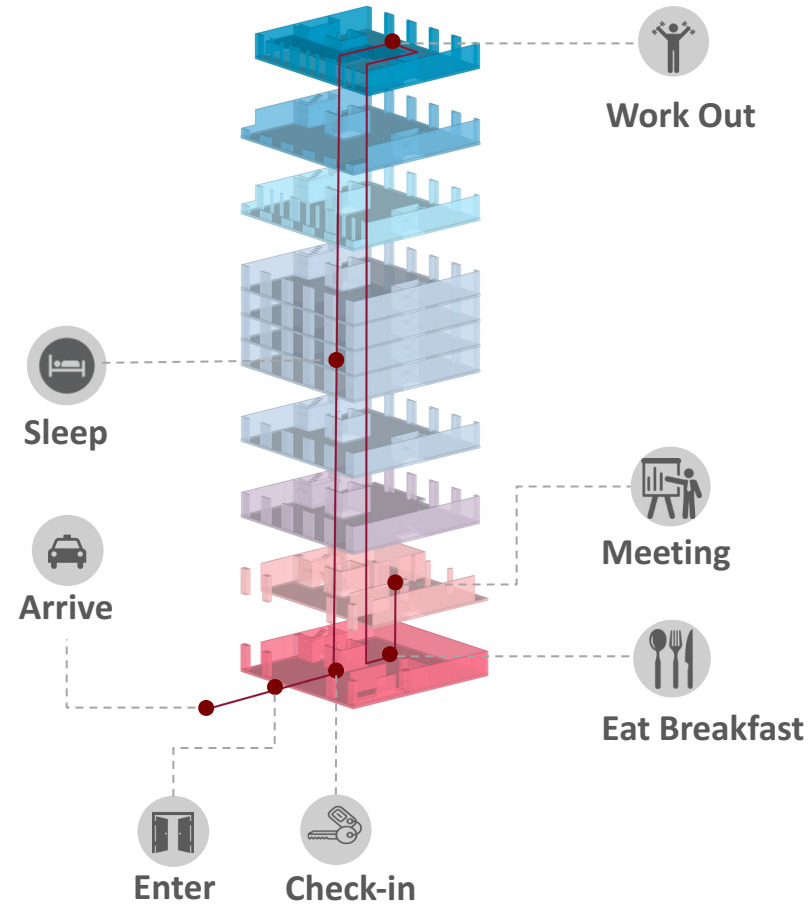 Work Out
Sleep
Meeting
Arrive
Eat Breakfast
Enter
Check-in